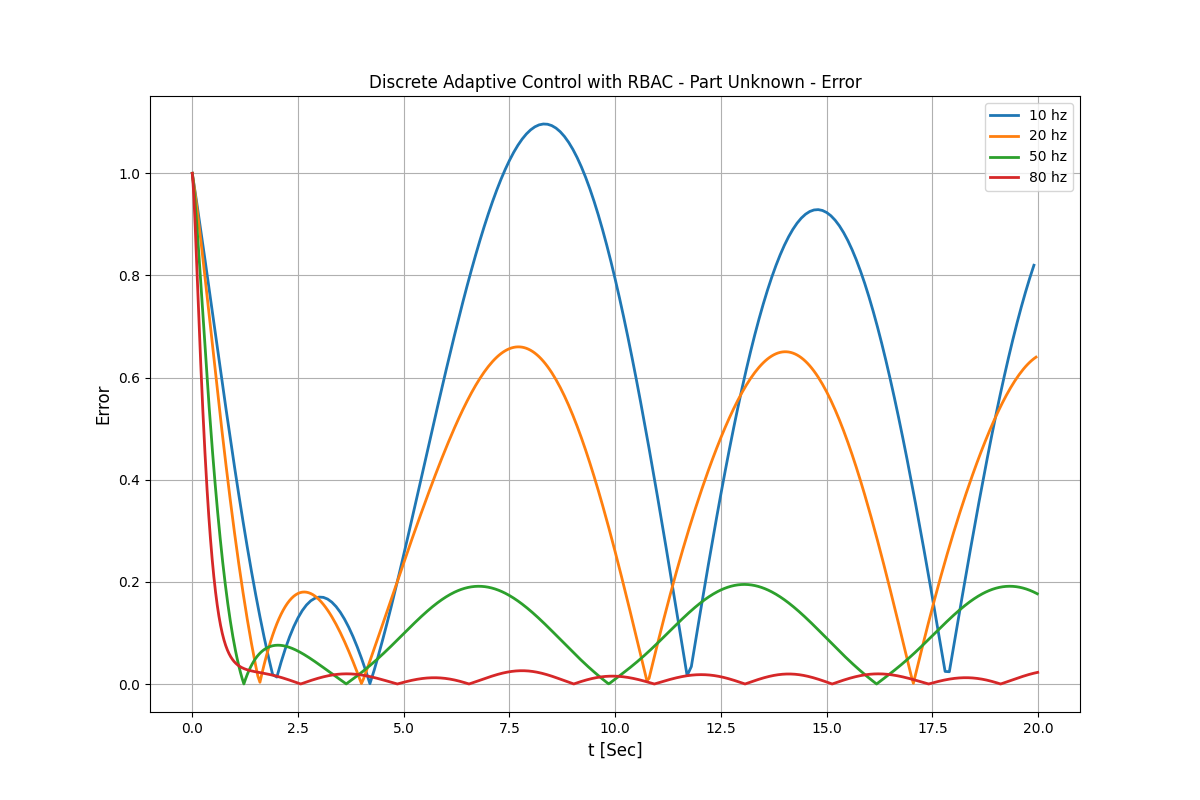 Discrete Adaptive Control with RBAC - Part Unknown - Error
10 hz
20 hz
50 hz
80 hz
1.0
0.8
0.6
0.4
0.2
0.0
Error
0.0 2.5 5.0 7.5 10.0 12.5 15.0 17.5 20.0
t [Sec]